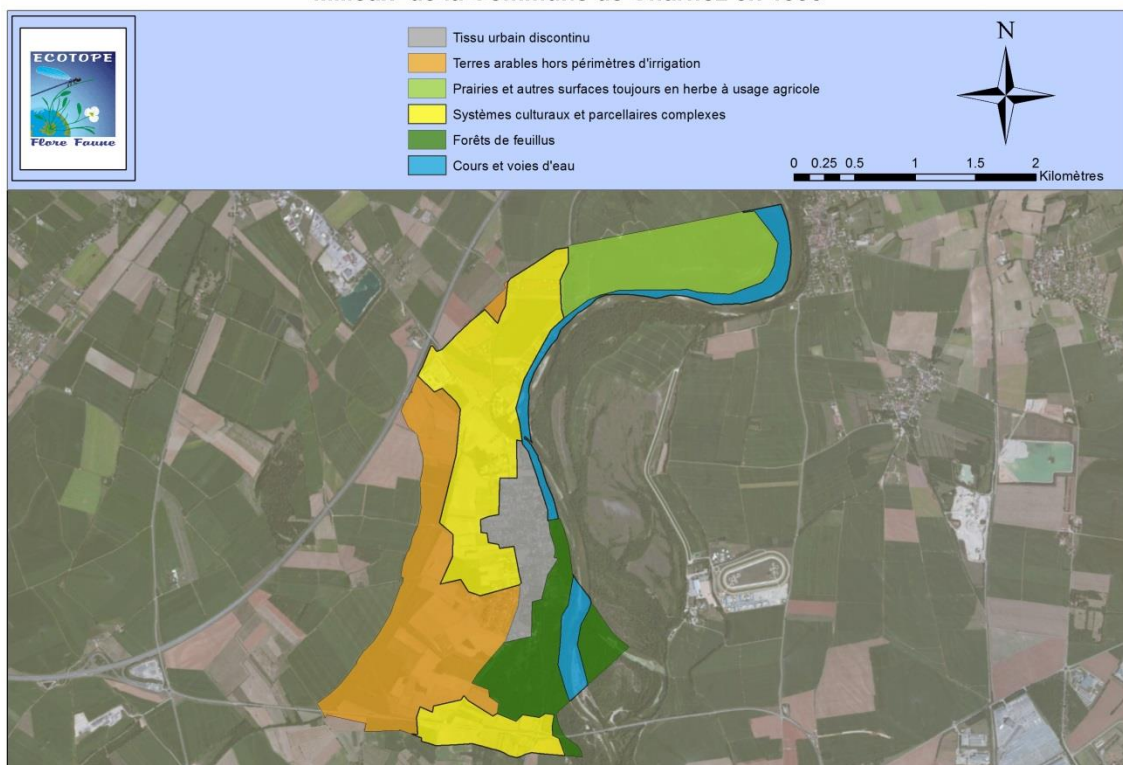 ECOTOPE
Flore Faune
Tissu urbain discontinu
Terres arables hors périmètres d'irrigation
Prairies et autres surfaces toujours en herbe à usage agricole
Systèmes culturaux et parcellaires complexes
Forêts de feuillus
Cours et voies d'eau
N
0 0.25 0.5 1 1.5 2
Kilomètres